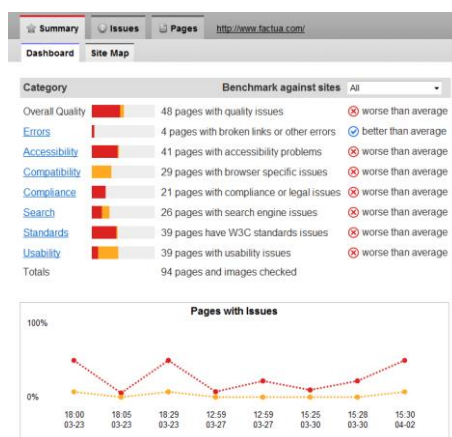 Summary Issues Pages http://www.factua.com/
Dashboard Site Map
Category Benchmark against sites All
Overall Quality 48 pages with quality issues worse than average
Errors 4 pages with broken links or other errors better than average
Accessibility 41 pages with accessibility problems worse than average
Compatibility 29 pages with browser specific issues worse than average
Compliance 21 pages with compliance or legal issues worse than average
Search 26 pages with search engine issues worse than average
Standards 39 pages have W3C standards issues worse than average
Usability 39 pages with usability issues worse than average
Totals 94 pages and images checked
Pages with Issues
100%
0%
18:00 18:05 18:29 12:59 12:59 15:25 15:28 15:30
03-23 03-23 03-23 03-27 03-27 03-30 03-30 04-02